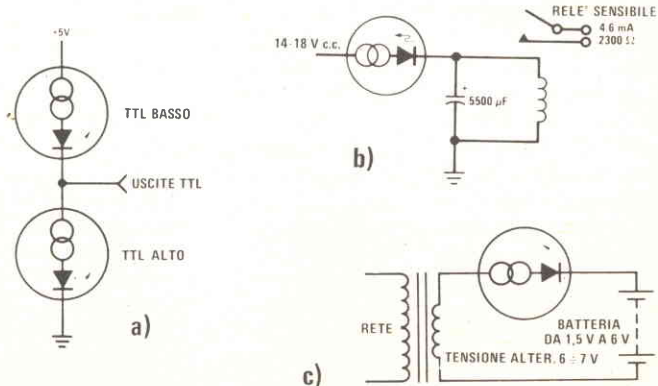 +5V
TTL BASSO
USCITE TTL
TTL ALTO
a)
RELE' SENSIBILE
4.6 mA
2300 Ω
14-18 V c.c.
+
5500 µF
b)
RETE
TENSIONE ALTER. 6 ÷ 7 V
BATTERIA
DA 1,5 V A 6 V
c)